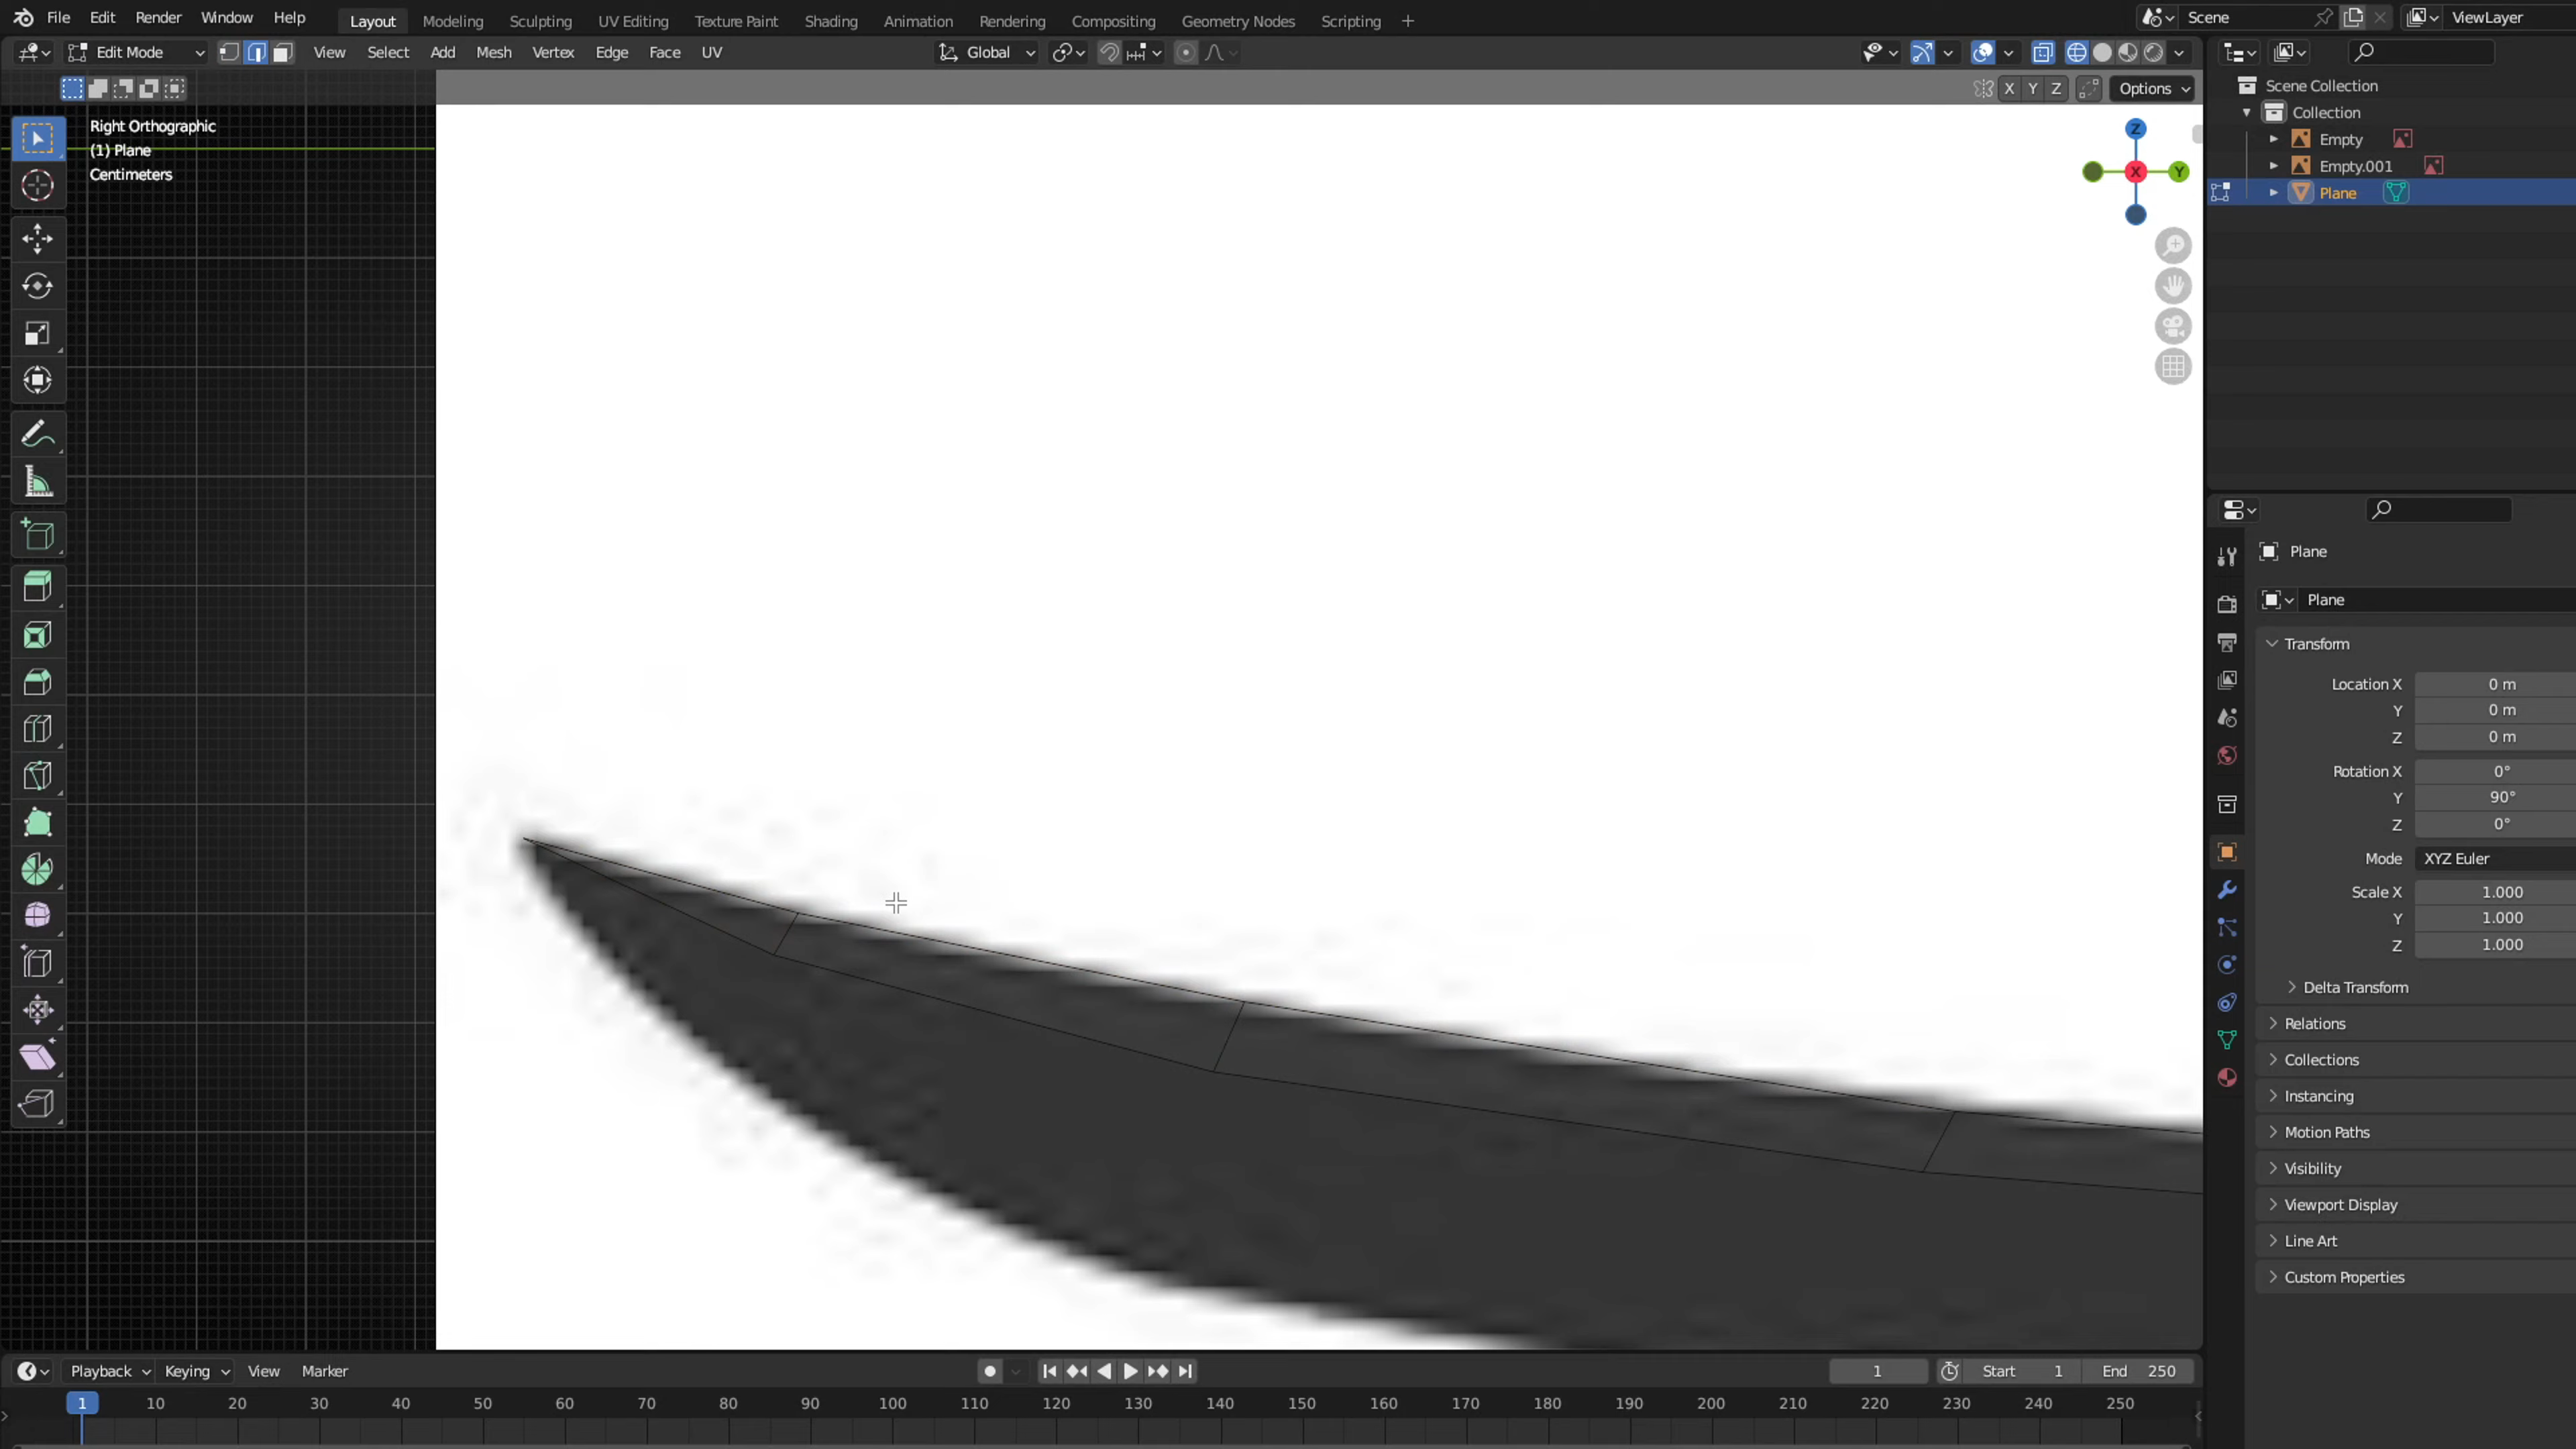 File Edit Render Window Help Layout Modeling Sculpting UV Editing Texture Paint Shading Animation Rendering Compositing Geometry Nodes Scripting + Scene ViewLayer
Edit Mode View Select Add Mesh Vertex Edge Face UV Global
X Y Z Options
Right Orthographic
(1) Plane
Centimeters
Z
X
Y
Scene Collection
Collection
Empty
Empty.001
Plane
Plane
Plane
Transform
Location X 0 m
Y 0 m
Z 0 m
Rotation X 0°
Y 90°
Z 0°
Mode XYZ Euler
Scale X 1.000
Y 1.000
Z 1.000
Delta Transform
Relations
Collections
Instancing
Motion Paths
Visibility
Viewport Display
Line Art
Custom Properties
Playback Keying View Marker 1 Start 1 End 250
1 10 20 30 40 50 60 70 80 90 100 110 120 130 140 150 160 170 180 190 200 210 220 230 240 250